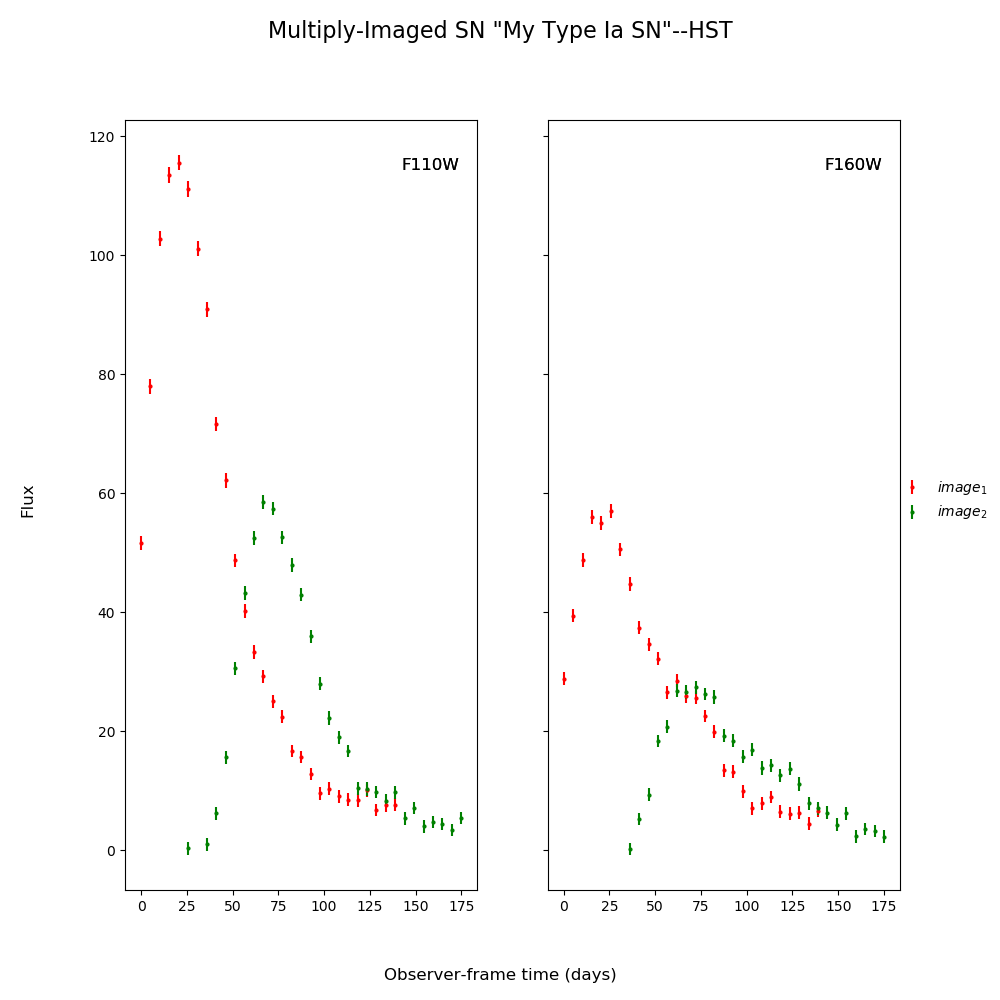 Multiply-Imaged SN "My Type Ia SN"--HST
F110W
F160W
120
100
80
60
40
20
0
Flux
0 25 50 75 100 125 150 175
0 25 50 75 100 125 150 175
image₁
image₂
Observer-frame time (days)